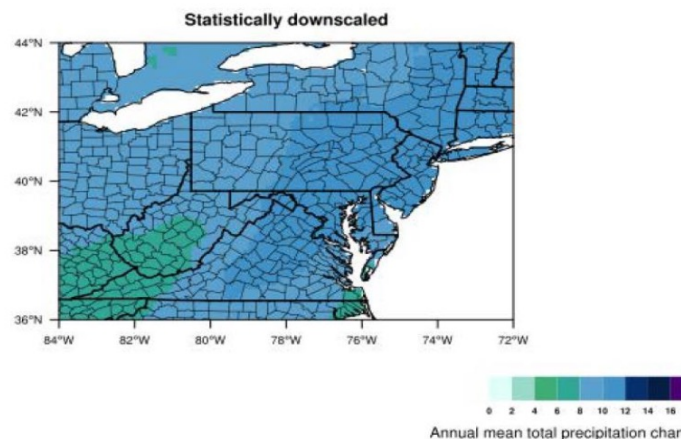 Statistically downscaled
44°N
42°N
40°N
38°N
36°N
84°W 82°W 80°W 78°W 76°W 74°W 72°W
0 2 4 6 8 10 12 14 16
Annual mean total precipitation chan